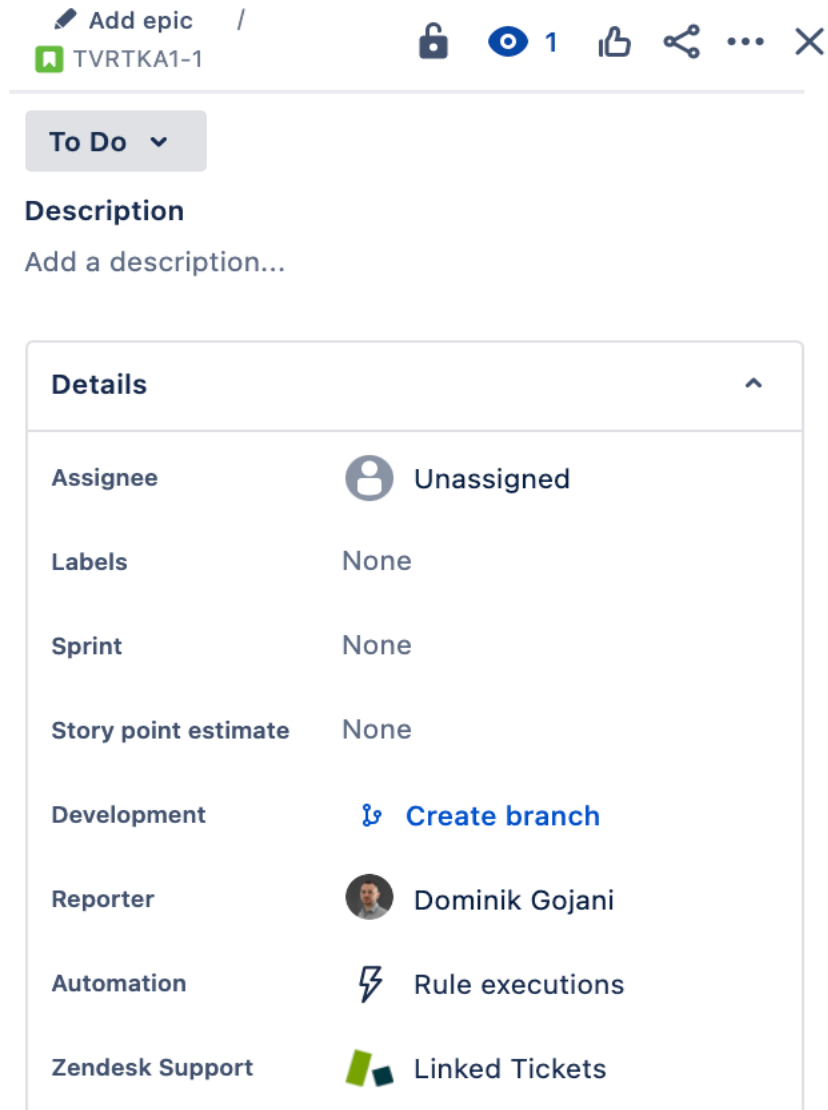 Add epic /
TVRTKA1-1
1
To Do
Description
Add a description...
Details
Assignee Unassigned
Labels None
Sprint None
Story point estimate None
Development Create branch
Reporter Dominik Gojani
Automation Rule executions
Zendesk Support Linked Tickets